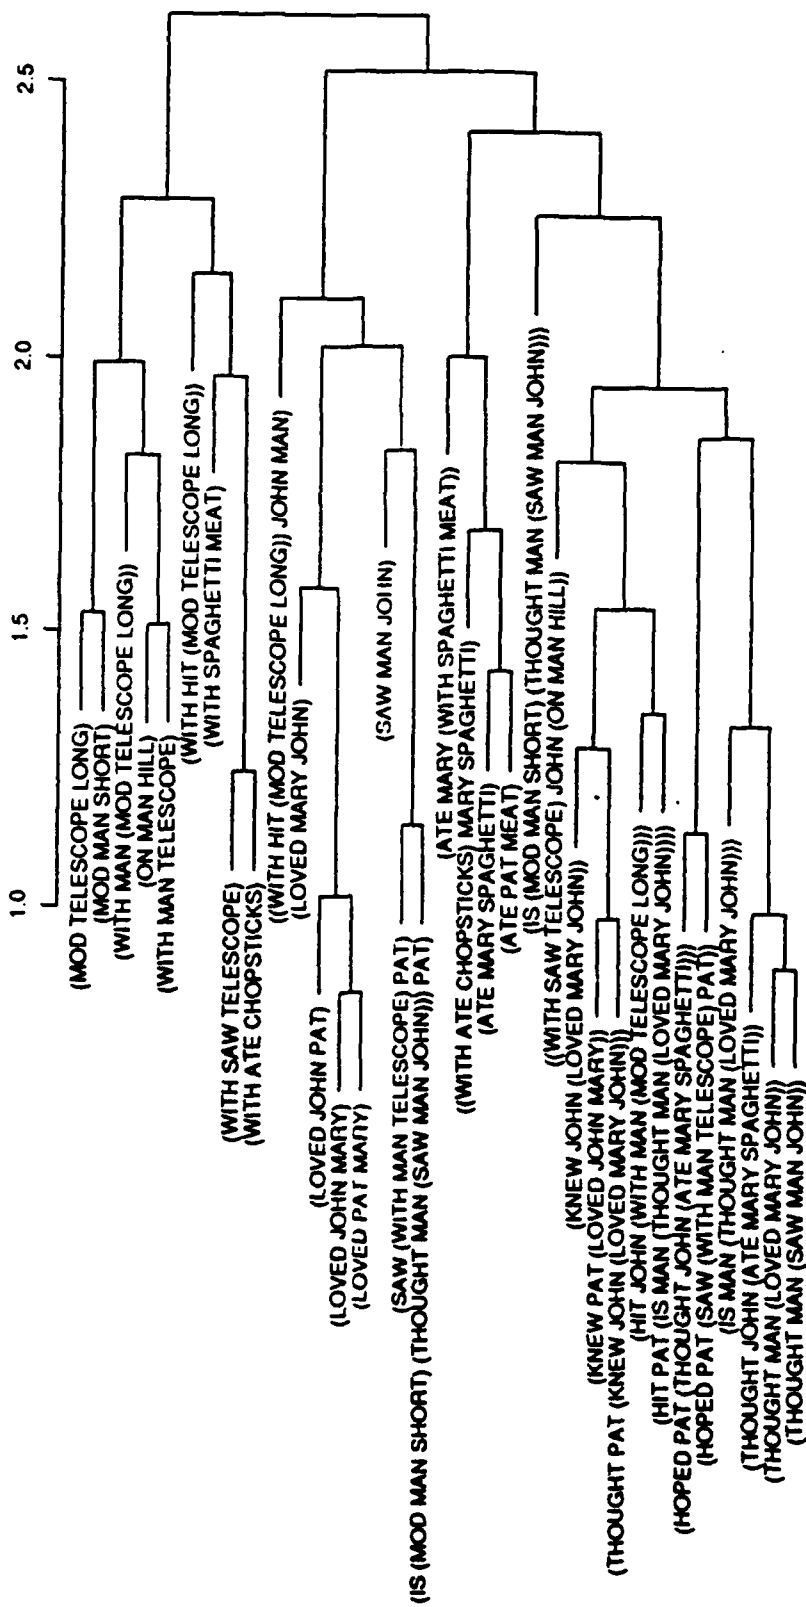 2.5
2.0
1.5
1.0
(MOD TELESCOPE LONG)
(MOD MAN SHORT)
(WITH MAN (MOD TELESCOPE LONG))
(ON MAN HILL)
(WITH MAN TELESCOPE)
(WITH HIT (MOD TELESCOPE LONG))
(WITH SPAGHETTI MEAT)
(WITH SAW TELESCOPE)
(WITH ATE CHOPSTICKS)
((WITH HIT (MOD TELESCOPE LONG)) JOHN MAN)
(LOVED MARY JOHN)
(LOVED JOHN PAT)
(LOVED JOHN MARY)
(LOVED PAT MARY)
(SAW MAN JOHN)
(SAW (WITH MAN TELESCOPE) PAT)
(IS (MOD MAN SHORT) (THOUGHT MAN (SAW MAN JOHN))) PAT)
(ATE MARY (WITH SPAGHETTI MEAT))
((WITH ATE CHOPSTICKS) MARY SPAGHETTI)
(ATE MARY SPAGHETTI)
(ATE PAT MEAT)
(IS (MOD MAN SHORT) (THOUGHT MAN (SAW MAN JOHN)))
((WITH SAW TELESCOPE) JOHN (ON MAN HILL))
(KNEW JOHN (LOVED MARY JOHN))
(KNEW PAT (LOVED JOHN MARY))
(THOUGHT PAT (KNEW JOHN (LOVED MARY JOHN)))
(HIT JOHN (WITH MAN (MOD TELESCOPE LONG)))
(HIT PAT (IS MAN (THOUGHT MAN (LOVED MARY JOHN))))
(HOPED PAT (THOUGHT JOHN (ATE MARY SPAGHETTI)))
(HOPED PAT (SAW (WITH MAN TELESCOPE) PAT))
(IS MAN (THOUGHT MAN (LOVED MARY JOHN)))
(THOUGHT JOHN (ATE MARY SPAGHETTI))
(THOUGHT MAN (LOVED MARY JOHN))
(THOUGHT MAN (SAW MAN JOHN))